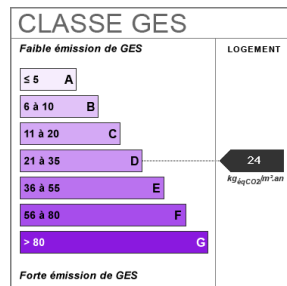 CLASSE GES
Faible émission de GES
LOGEMENT
≤ 5 A
6 à 10 B
11 à 20 C
21 à 35 D
24
kgéqCO2/m².an
36 à 55 E
56 à 80 F
> 80 G
Forte émission de GES